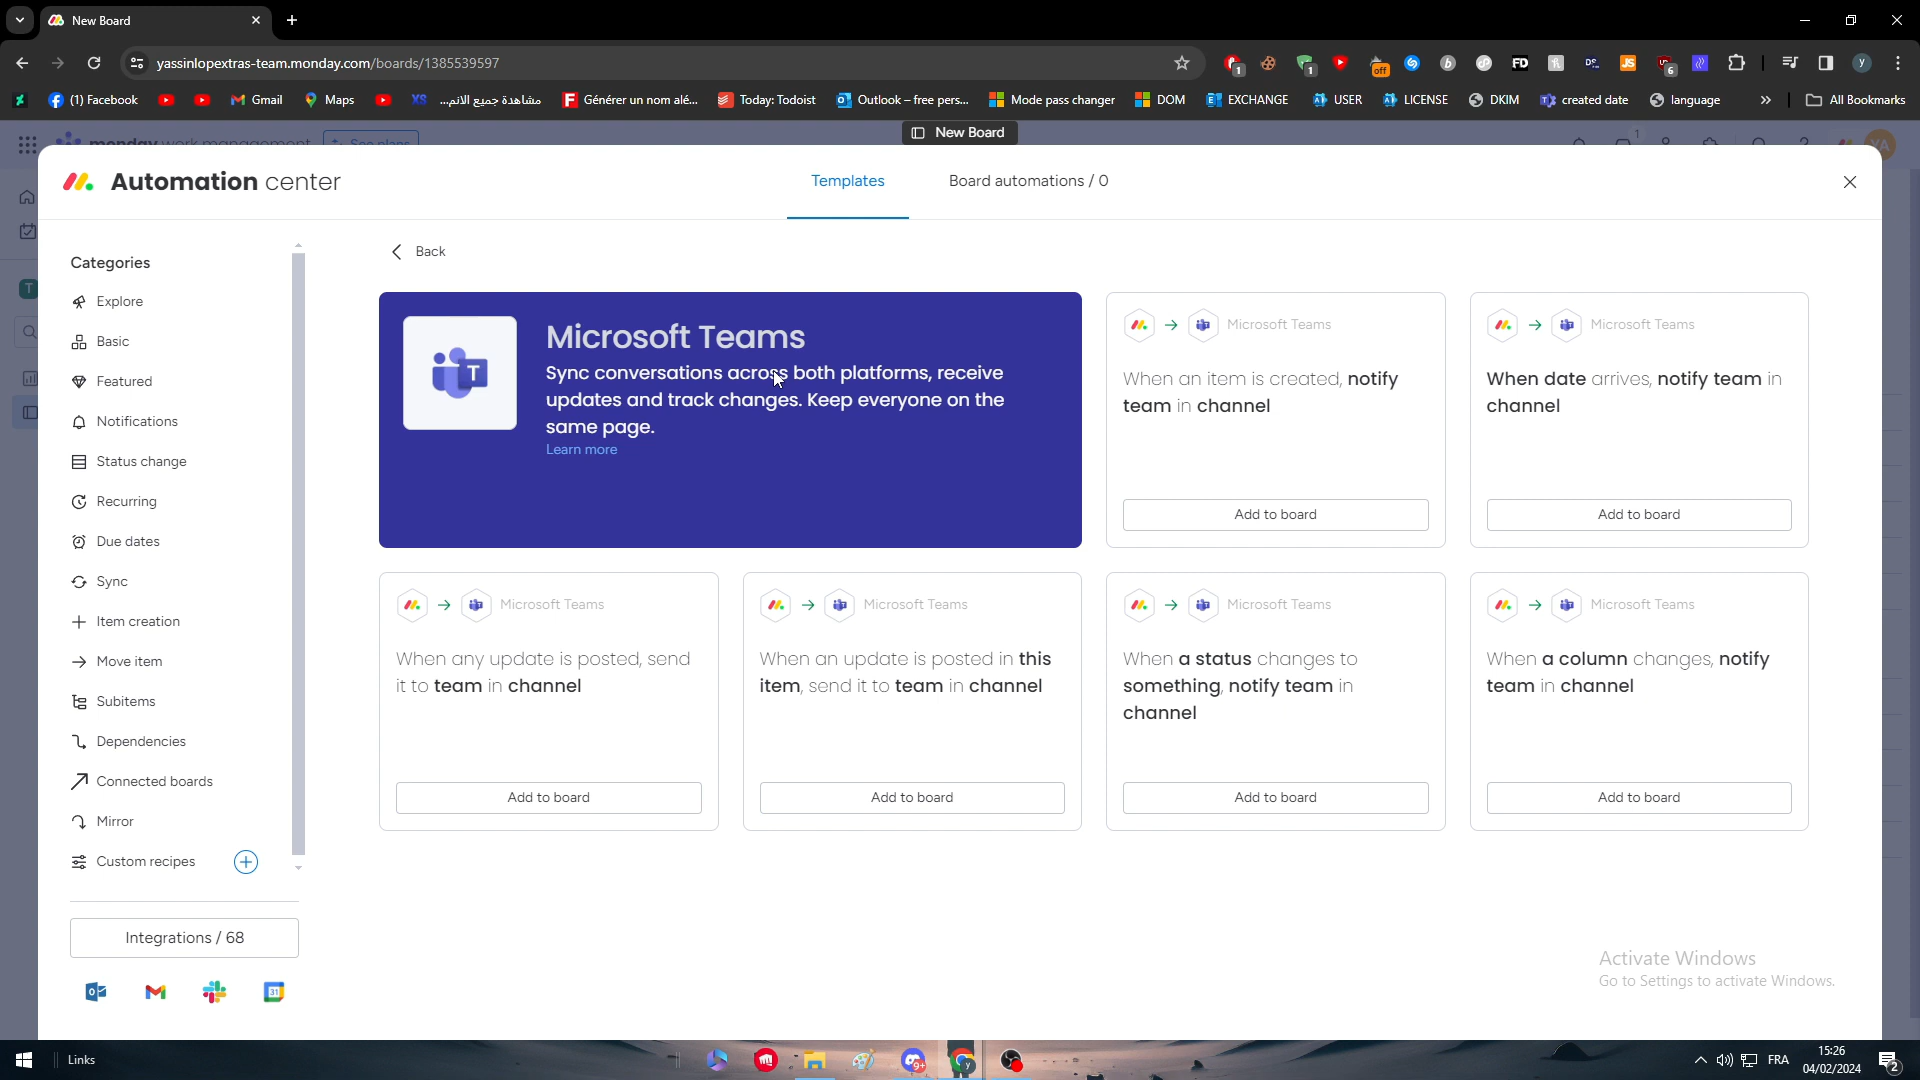 New Board
yassinlopextras-team.monday.com/boards/1385539597
(1) Facebook
Gmail
Maps
مشاهدة جميع الانم...
Générer un nom alé...
Today: Todoist
Outlook – free pers...
Mode pass changer
DOM
EXCHANGE
USER
LICENSE
DKIM
created date
language
All Bookmarks
monday work management
See plans
New Board
Automation center
Templates
Board automations / 0
Categories
Explore
Basic
Featured
Notifications
Status change
Recurring
Due dates
Sync
Item creation
Move item
Subitems
Dependencies
Connected boards
Mirror
Custom recipes
Integrations / 68
Back
Microsoft Teams
Sync conversations across both platforms, receive
updates and track changes. Keep everyone on the
same page.
Learn more
Microsoft Teams
When an item is created, notify
team in channel
Add to board
Microsoft Teams
When date arrives, notify team in
channel
Add to board
Microsoft Teams
When any update is posted, send
it to team in channel
Add to board
Microsoft Teams
When an update is posted in this
item, send it to team in channel
Add to board
Microsoft Teams
When a status changes to
something, notify team in
channel
Add to board
Microsoft Teams
When a column changes, notify
team in channel
Add to board
Activate Windows
Go to Settings to activate Windows.
Links
FRA
15:26
04/02/2024